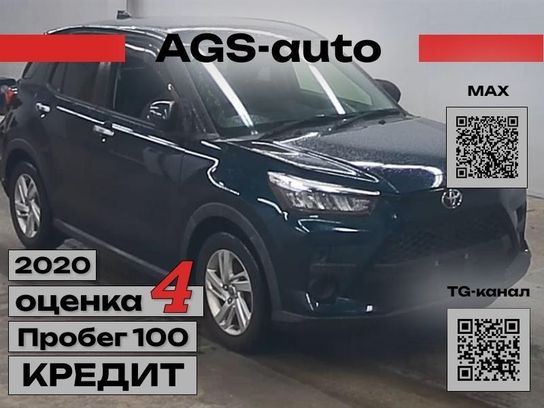 AGS-auto
MAX
2020
оценка 4
Пробег 100
КРЕДИТ
TG-канал